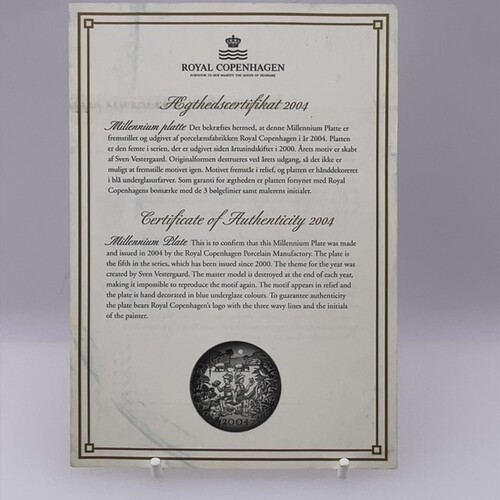 ROYAL COPENHAGEN
PURVEYOR TO HER MAJESTY THE QUEEN OF DENMARK
Ægthedscertifikat 2004
Millennium platte Det bekræftes hermed, at denne Millennium Platte er
fremstillet og udgivet af porcelænsfabrikken Royal Copenhagen i år 2004. Platten
er den femte i serien, der er udgivet siden årtusindskiftet i 2000. Årets motiv er skabt
af Sven Vestergaard. Originalformen destrueres ved årets udgang, så det ikke er
muligt at fremstille motivet igen. Motivet fremstår i relief, og platten er hånddekoreret
i blå underglasurfarver. Som garanti for ægtheden er platten forsynet med Royal
Copenhagens bomærke med de 3 bølgelinier samt malerens initialer.
Certificate of Authenticity 2004
Millennium Plate This is to confirm that this Millennium Plate was made
and issued in 2004 by the Royal Copenhagen Porcelain Manufactory. The plate is
the fifth in the series, which has been issued since 2000. The theme for the year was
created by Sven Vestergaard. The master model is destroyed at the end of each year,
making it impossible to reproduce the motif again. The motif appears in relief and
the plate is hand decorated in blue underglaze colours. To guarantee authenticity
the plate bears Royal Copenhagen's logo with the three wavy lines and the initials
of the painter.
2004